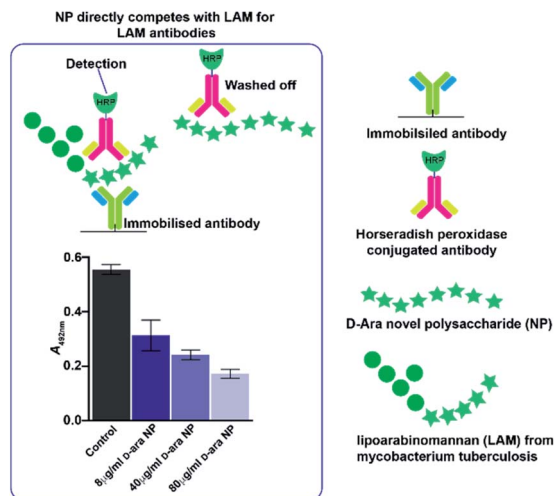 NP directly competes with LAM for
LAM antibodies
Detection
HRP
HRP
Washed off
Immobilised antibody
0.6
0.4
0.2
0.0
A492nm
Control
8µg/ml D-ara NP
40µg/ml D-ara NP
80µg/ml D-ara NP
Immobilsiled antibody
HRP
Horseradish peroxidase
conjugated antibody
D-Ara novel polysaccharide (NP)
lipoarabinomannan (LAM) from
mycobacterium tuberculosis